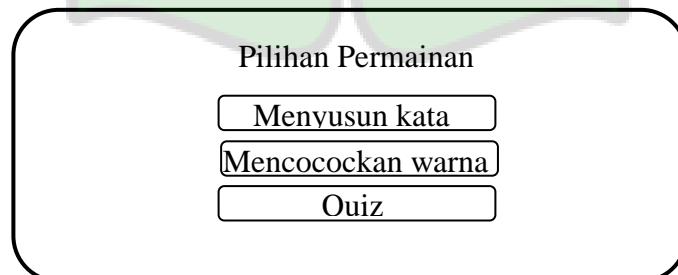 Pilihan Permainan
Menyusun kata
Mencocockan warna
Quiz